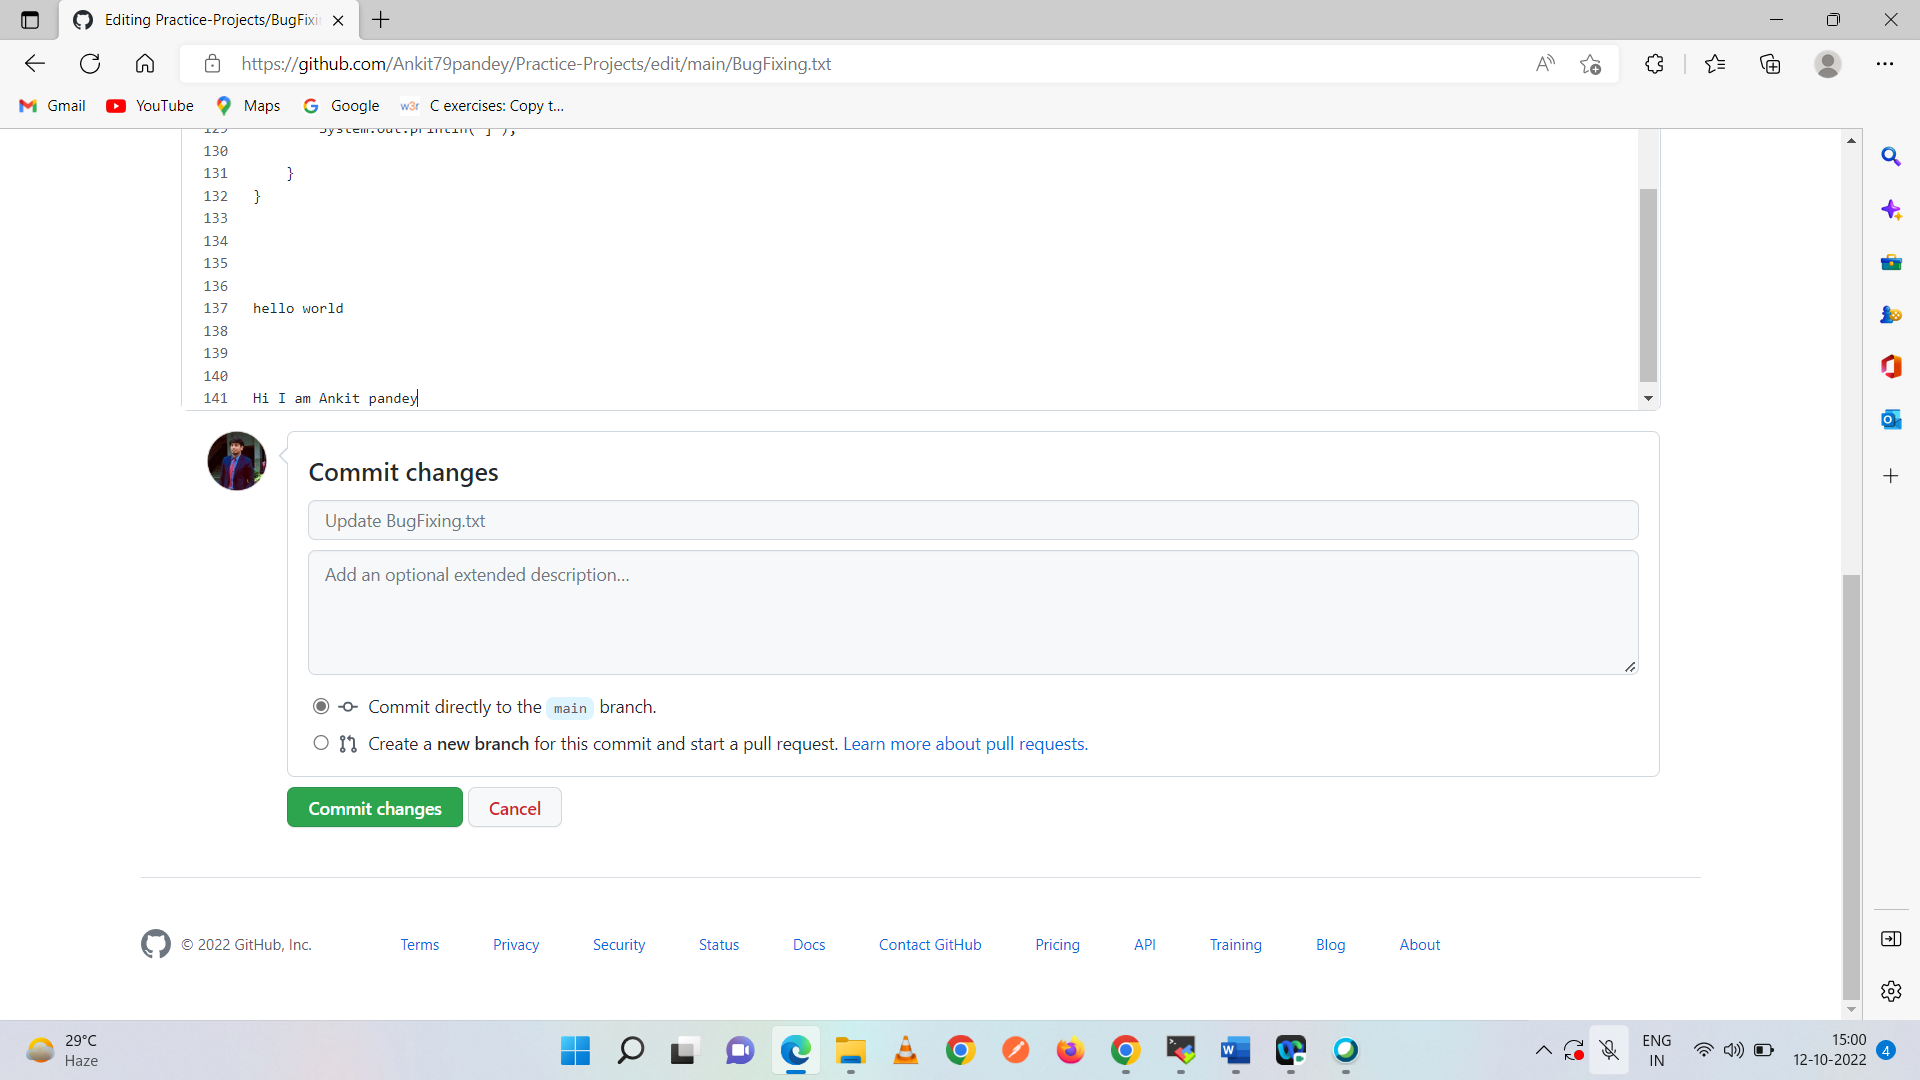 Editing Practice-Projects/BugFixi
https://github.com/Ankit79pandey/Practice-Projects/edit/main/BugFixing.txt
Gmail YouTube Maps Google w3r C exercises: Copy t...
129 System.out.println("]");
130
131 }
132 }
133
134
135
136
137 hello world
138
139
140
141 Hi I am Ankit pandey
Commit changes
Update BugFixing.txt
Add an optional extended description...
Commit directly to the main branch.
Create a new branch for this commit and start a pull request. Learn more about pull requests.
Commit changes Cancel
© 2022 GitHub, Inc. Terms Privacy Security Status Docs Contact GitHub Pricing API Training Blog About
29°C
Haze
ENG
IN
15:00
12-10-2022
4